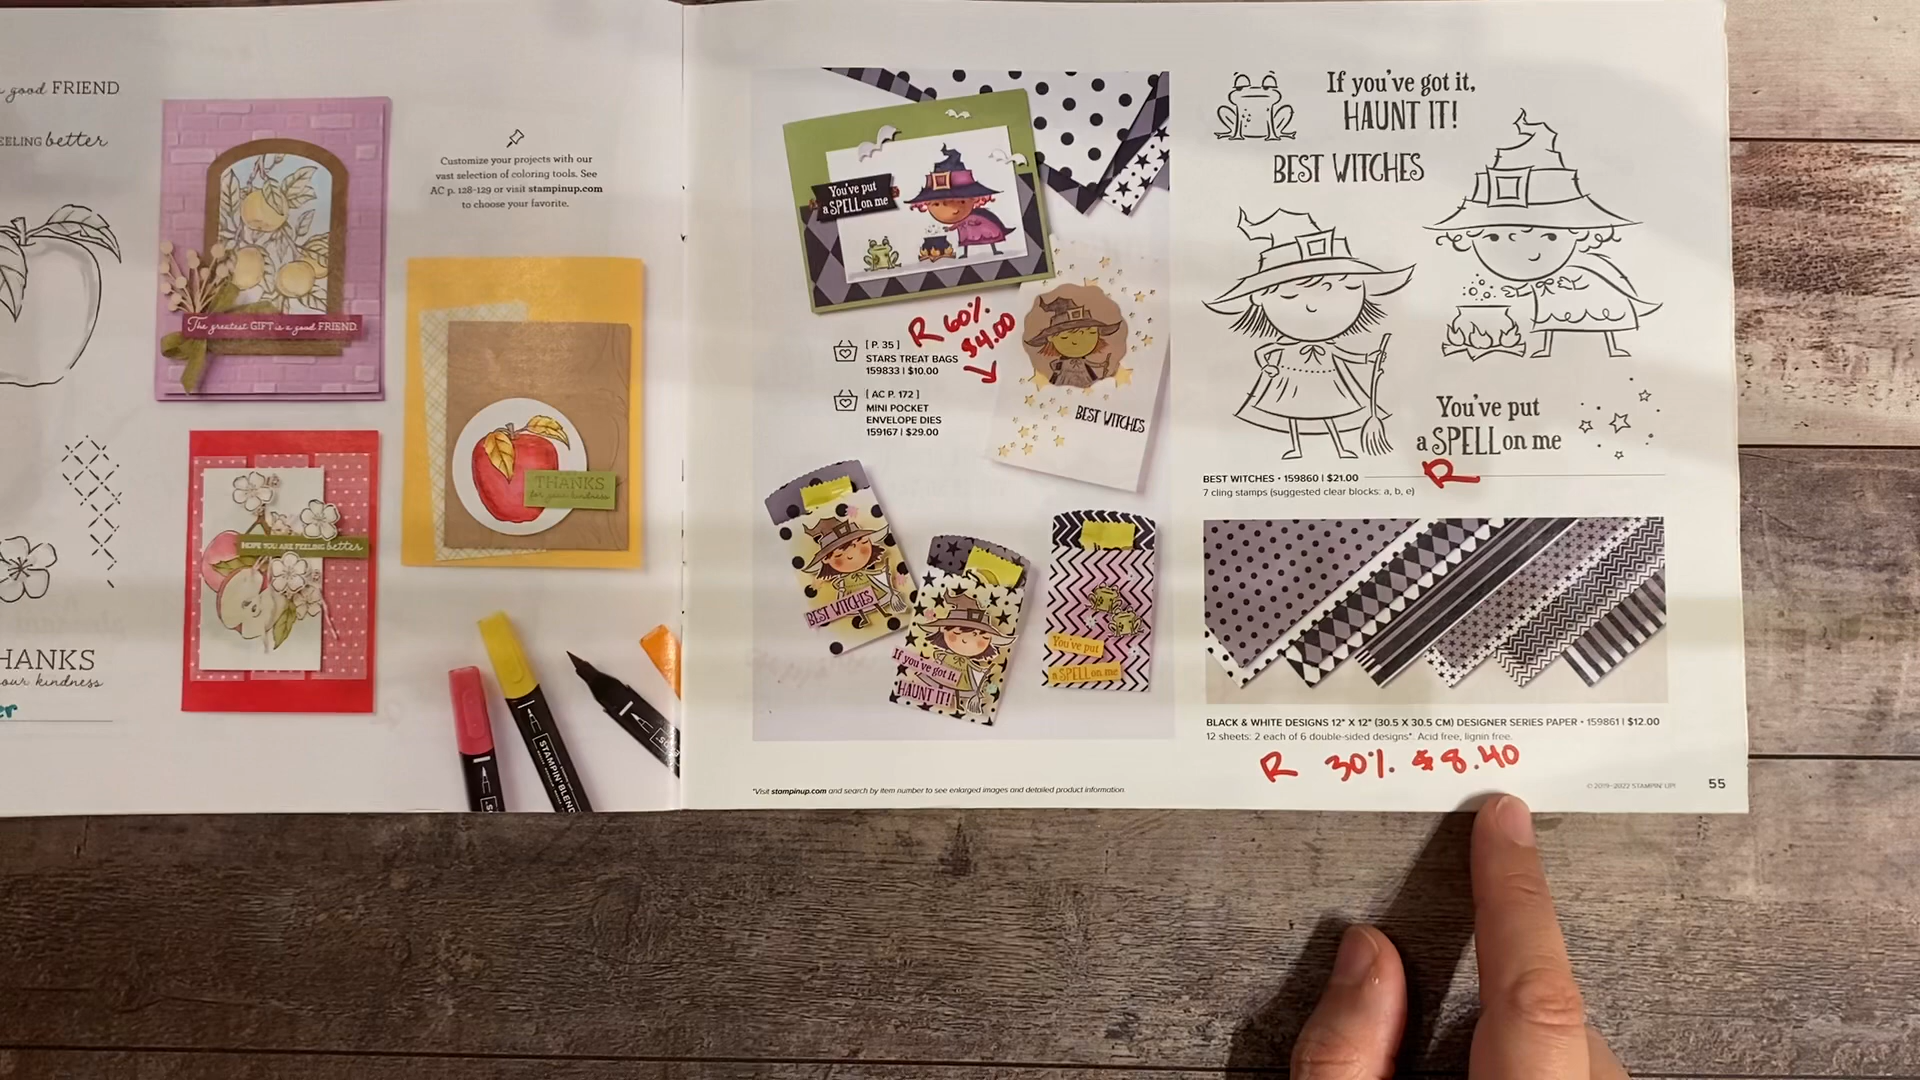 good FRIEND
EELING better
HANKS
our kindness
er
The greatest GIFT is a good FRIEND.
HOPE YOU ARE FEELING better
Customize your projects with our
vast selection of coloring tools. See
AC p. 128-129 or visit stampinup.com
to choose your favorite.
THANKS
for your kindness
STAMPIN' BLEND
You've put
a SPELL on me
R 60%
$4.00
[ P. 35 ]
STARS TREAT BAGS
159833 | $10.00
[ AC P. 172 ]
MINI POCKET
ENVELOPE DIES
159167 | $29.00
BEST WITCHES
BEST WITCHES
If you've got it,
HAUNT IT!
You've put
a SPELL on me
*Visit stampinup.com and search by item number to see enlarged images and detailed product information.
If you've got it,
HAUNT IT!
BEST WITCHES
You've put
a SPELL on me
R
BEST WITCHES • 159860 | $21.00
7 cling stamps (suggested clear blocks: a, b, e)
BLACK & WHITE DESIGNS 12" X 12" (30.5 X 30.5 CM) DESIGNER SERIES PAPER • 159861 | $12.00
12 sheets: 2 each of 6 double-sided designs*. Acid free, lignin free.
R 30% $8.40
© 2019–2022 STAMPIN' UP!
55